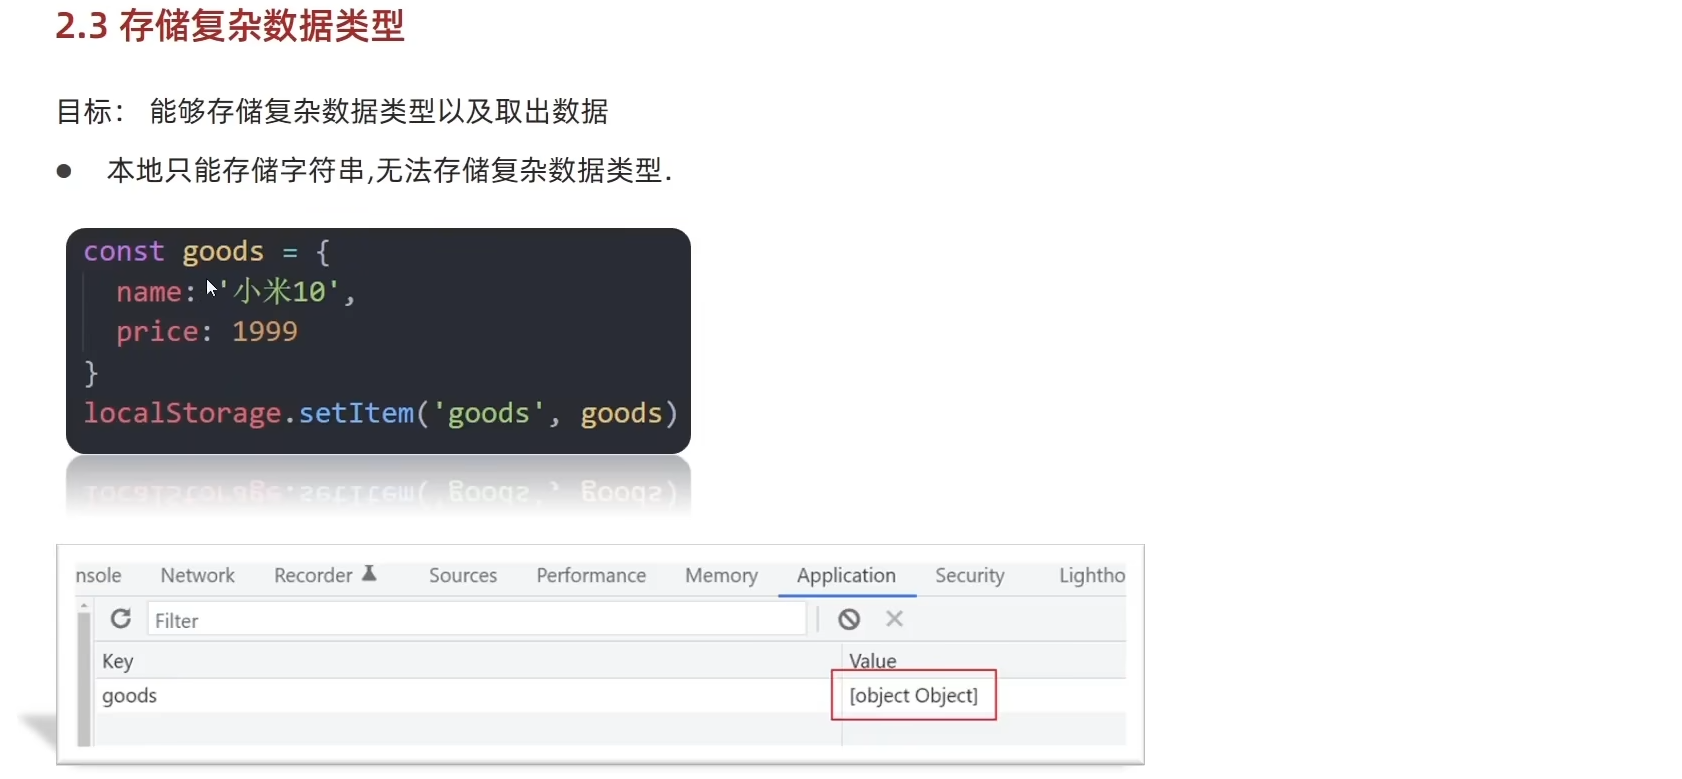 2.3 存储复杂数据类型
目标： 能够存储复杂数据类型以及取出数据
● 本地只能存储字符串,无法存储复杂数据类型.
const goods = {
name: '小米10',
price: 1999
}
localStorage.setItem('goods', goods)
nsole Network Recorder Sources Performance Memory Application Security Lightho
Filter
Key Value
goods [object Object]